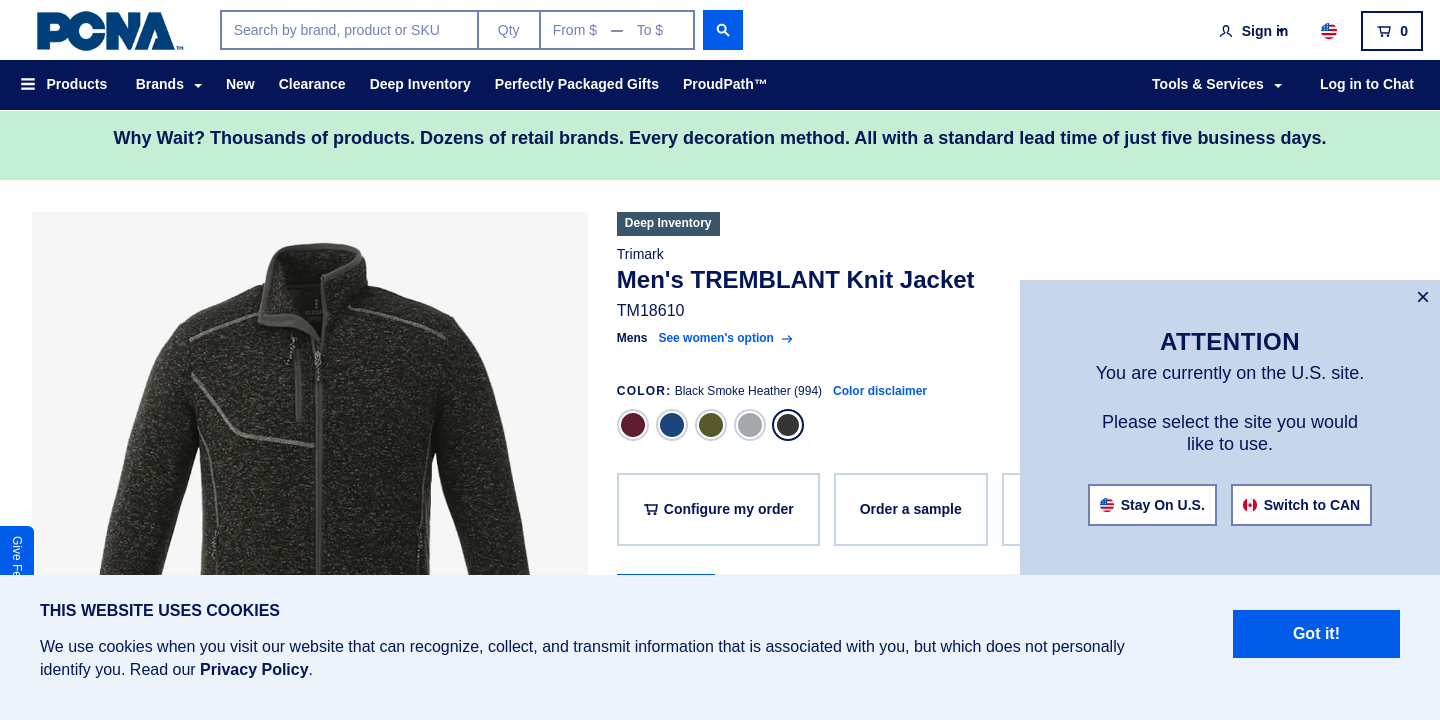 PCNA™
Search by brand, product or SKU
Qty
From $
To $
Sign in
0
Products
Brands
New
Clearance
Deep Inventory
Perfectly Packaged Gifts
ProudPath™
Tools & Services
Log in to Chat
Why Wait? Thousands of products. Dozens of retail brands. Every decoration method. All with a standard lead time of just five business days.
Deep Inventory
Trimark
Men's TREMBLANT Knit Jacket
TM18610
Mens See women's option
COLOR: Black Smoke Heather (994) Color disclaimer
Configure my order
Order a sample
ATTENTION
You are currently on the U.S. site.
Please select the site you would
like to use.
Stay On U.S.
Switch to CAN
Give
THIS WEBSITE USES COOKIES
We use cookies when you visit our website that can recognize, collect, and transmit information that is associated with you, but which does not personally
identify you. Read our Privacy Policy.
Got it!